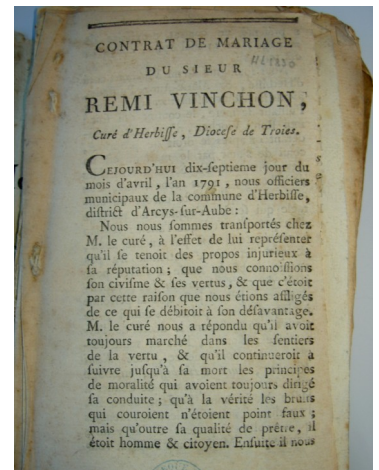 CONTRAT DE MARIAGE
DU SIEUR
REMI VINCHON,
Curé d'Herbiſſe, Dioceſe de Troies.
CEJOURD'HUI dix-ſeptieme jour du
mois d'avril, l'an 1791, nous officiers
municipaux de la commune d'Herbiſſe,
diſtrict d'Arcys-ſur-Aube :
Nous nous ſommes tranſportés chez
M. le curé, à l'effet de lui repréſenter
qu'il ſe tenoit des propos injurieux à
ſa réputation ; que nous connoiſſions
ſon civiſme & ſes vertus, & que c'étoit
par cette raiſon que nous étions affligés
de ce qui ſe débitoit à ſon déſavantage.
M. le curé nous a répondu qu'il avoit
toujours marché dans les ſentiers
de la vertu, & qu'il continueroit à
ſuivre juſqu'à ſa mort les principes
de moralité qui avoient toujours dirigé
ſa conduite ; qu'à la vérité les bruits
qui couroient n'étoient point faux ;
mais qu'outre ſa qualité de prêtre, il
étoit homme & citoyen. Enſuite il nous